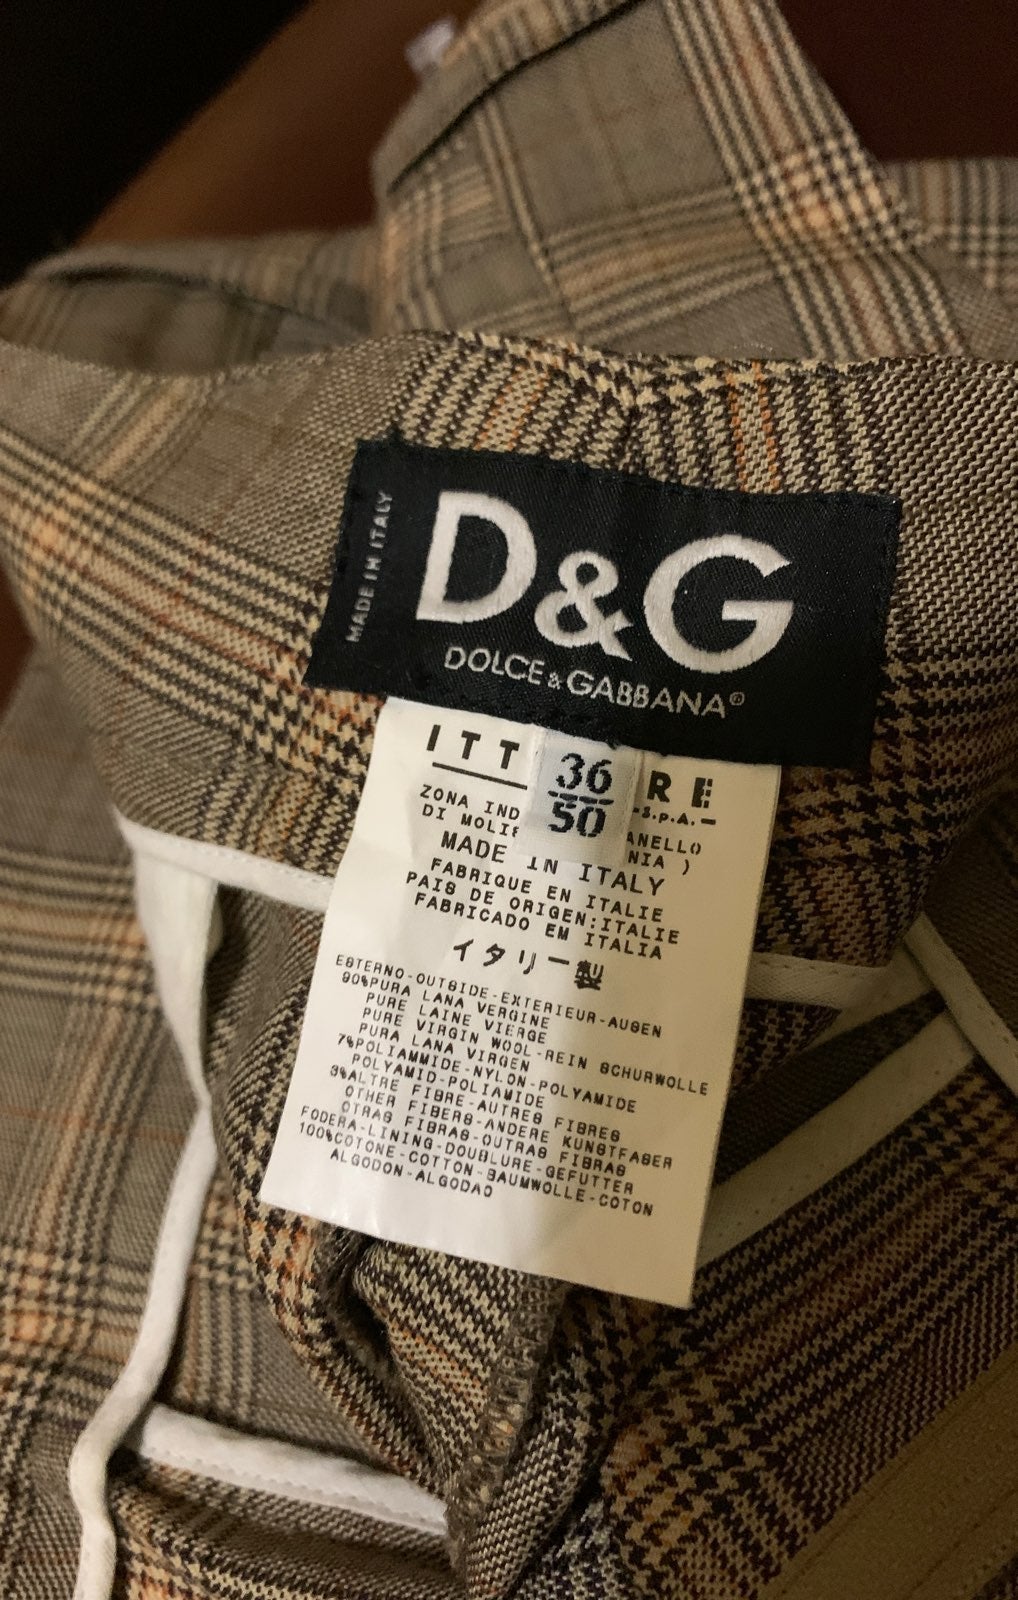 MADE IN ITALY
D&G
DOLCE & GABBANA®
ITT RE
36
50
-S.p.A.-
ZONA IND ANELLO
DI MOLI NIA )
MADE IN ITALY
FABRIQUE EN ITALIE
PAIS DE ORIGEN:ITALIE
FABRICADO EM ITALIA
イタリー製
ESTERNO-OUTSIDE-EXTERIEUR-AUSEN
90%PURA LANA VERGINE
PURE LAINE VIERGE
PURE VIRGIN WOOL-REIN SCHURWOLLE
PURA LANA VIRGEN
7%POLIAMMIDE-NYLON-POLYAMIDE
POLYAMID-POLIAMIDE
3%ALTRE FIBRE-AUTRES FIBRES
OTHER FIBERS-ANDERE KUNSTFASER
OTRAS FIBRAS-OUTRAS FIBRAS
FODERA-LINING-DOUBLURE-GEFUTTER
100%COTONE-COTTON-BAUMWOLLE-COTON
ALGODON-ALGODAO